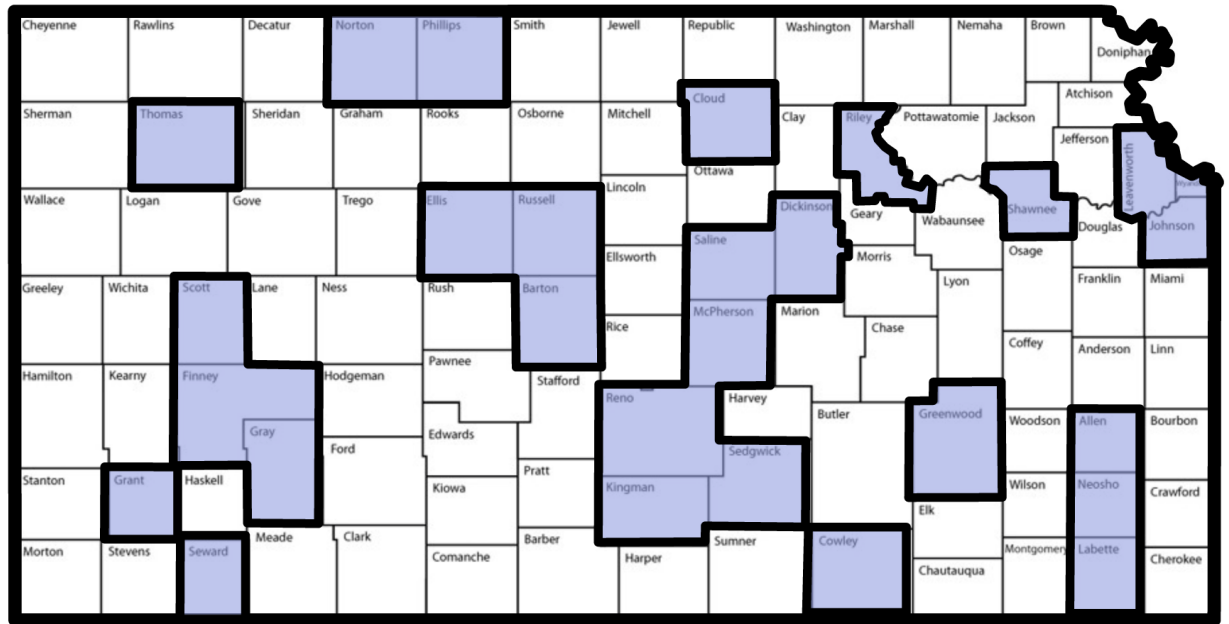 Cheyenne
Rawlins
Decatur
Norton
Phillips
Smith
Jewell
Republic
Washington
Marshall
Nemaha
Brown
Doniphan
Sherman
Thomas
Sheridan
Graham
Rooks
Osborne
Mitchell
Cloud
Clay
Riley
Pottawatomie
Jackson
Atchison
Jefferson
Leavenworth
Wallace
Logan
Gove
Trego
Ellis
Russell
Lincoln
Ottawa
Dickinson
Geary
Wabaunsee
Shawnee
Douglas
Johnson
Saline
Ellsworth
Morris
Osage
Greeley
Wichita
Scott
Lane
Ness
Rush
Barton
Rice
McPherson
Marion
Chase
Lyon
Franklin
Miami
Coffey
Anderson
Linn
Hamilton
Kearny
Finney
Hodgeman
Pawnee
Stafford
Reno
Harvey
Butler
Greenwood
Woodson
Allen
Bourbon
Gray
Ford
Edwards
Sedgwick
Stanton
Grant
Haskell
Kiowa
Pratt
Kingman
Elk
Wilson
Neosho
Crawford
Morton
Stevens
Seward
Meade
Clark
Comanche
Barber
Harper
Sumner
Cowley
Chautauqua
Montgomery
Labette
Cherokee